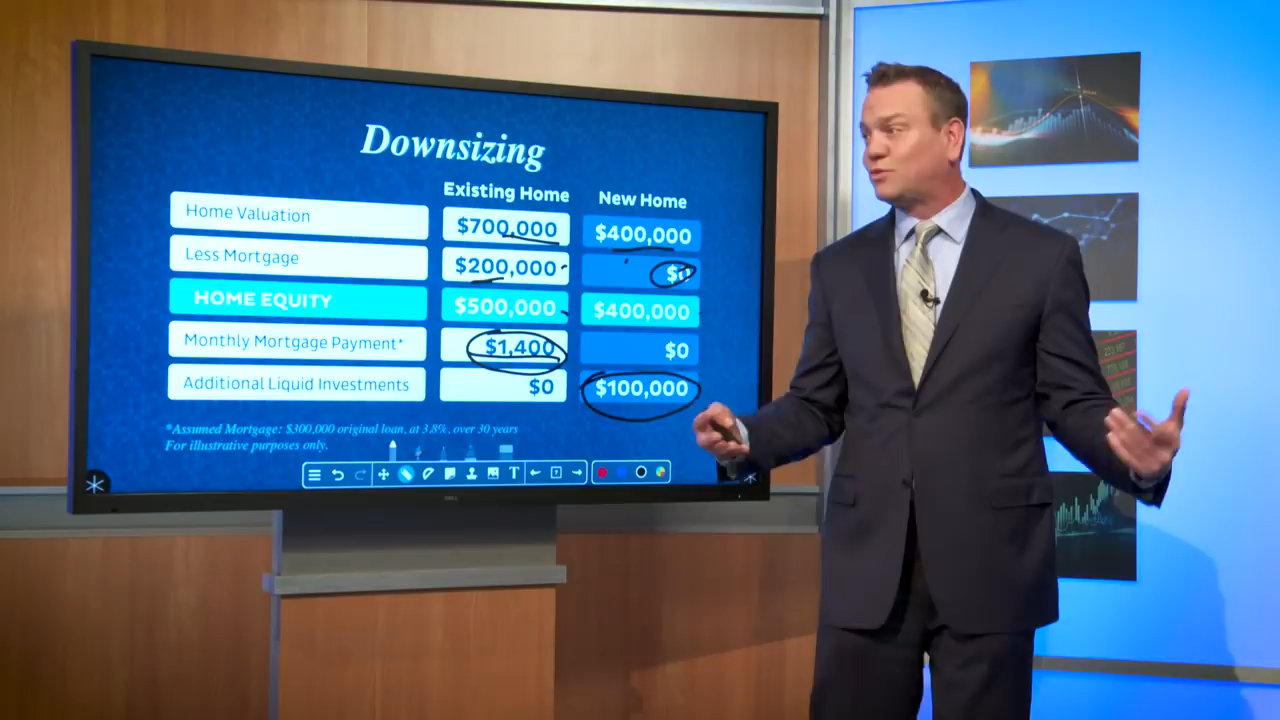 Downsizing
Existing Home New Home
Home Valuation $700,000 $400,000
Less Mortgage $200,000 $0
HOME EQUITY $500,000 $400,000
Monthly Mortgage Payment* $1,400 $0
Additional Liquid Investments $0 $100,000
*Assumed Mortgage: $300,000 original loan, at 3.8%, over 30 years
For illustrative purposes only.
T
DELL